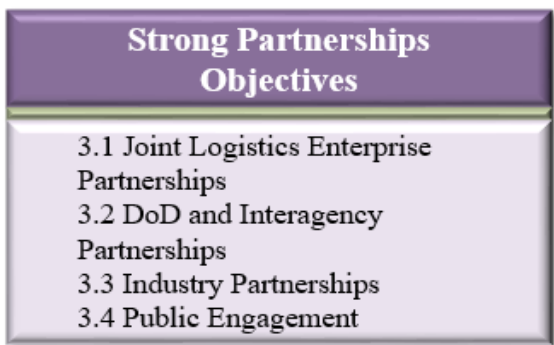 Strong Partnerships
Objectives
3.1 Joint Logistics Enterprise
Partnerships
3.2 DoD and Interagency
Partnerships
3.3 Industry Partnerships
3.4 Public Engagement